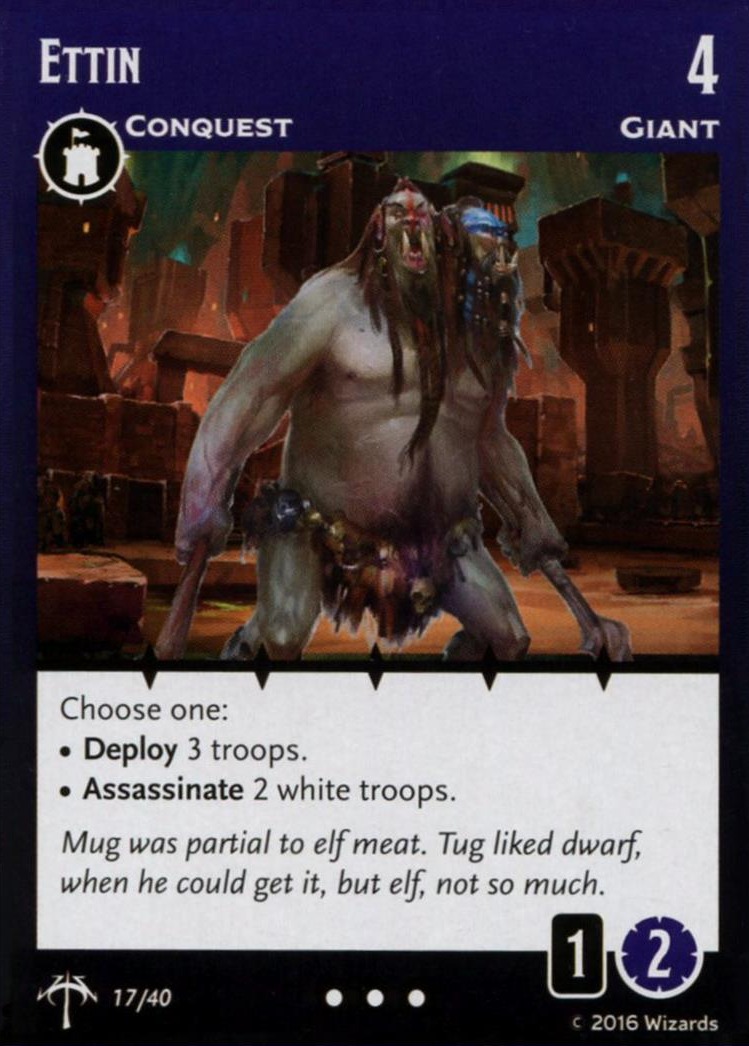 Ettin
4
Conquest
Giant
Choose one:
• Deploy 3 troops.
• Assassinate 2 white troops.
Mug was partial to elf meat. Tug liked dwarf,
when he could get it, but elf, not so much.
1
2
17/40
© 2016 Wizards